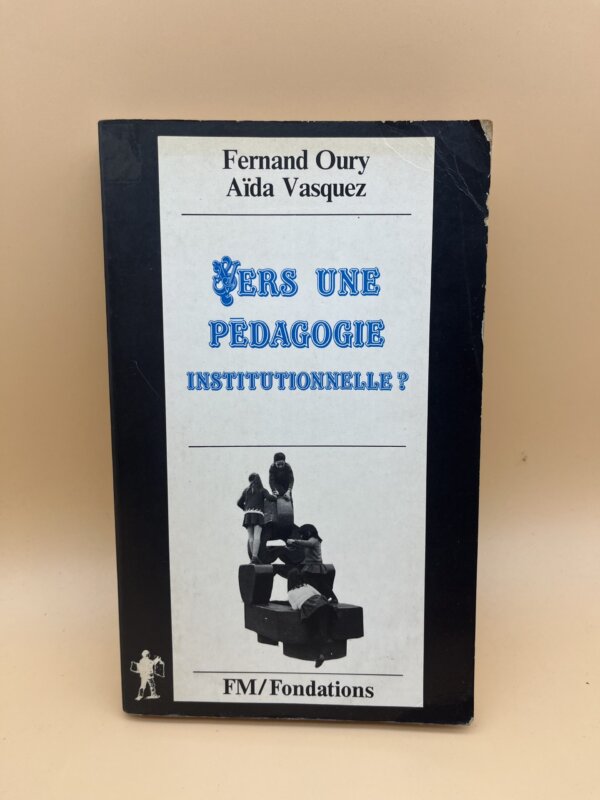 Fernand Oury
Aïda Vasquez
VERS UNE
PÉDAGOGIE
INSTITUTIONNELLE ?
FM/Fondations